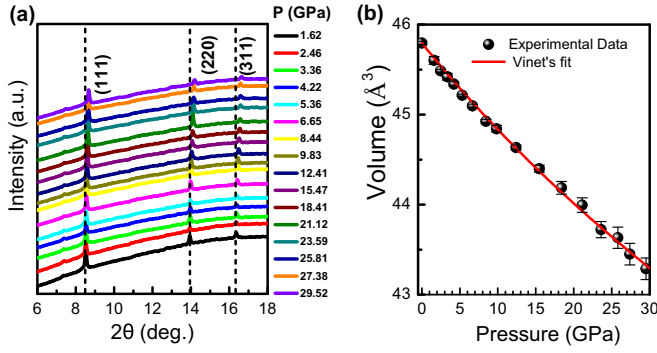 (a)
P (GPa)
1.62
2.46
3.36
4.22
5.36
6.65
8.44
9.83
12.41
15.47
18.41
21.12
23.59
25.81
27.38
29.52
(111)
(220)
(311)
Intensity (a.u.)
6 8 10 12 14 16 18
2θ (deg.)
(b)
46
45
44
43
Volume (Å³)
Experimental Data
Vinet's fit
0 5 10 15 20 25 30
Pressure (GPa)